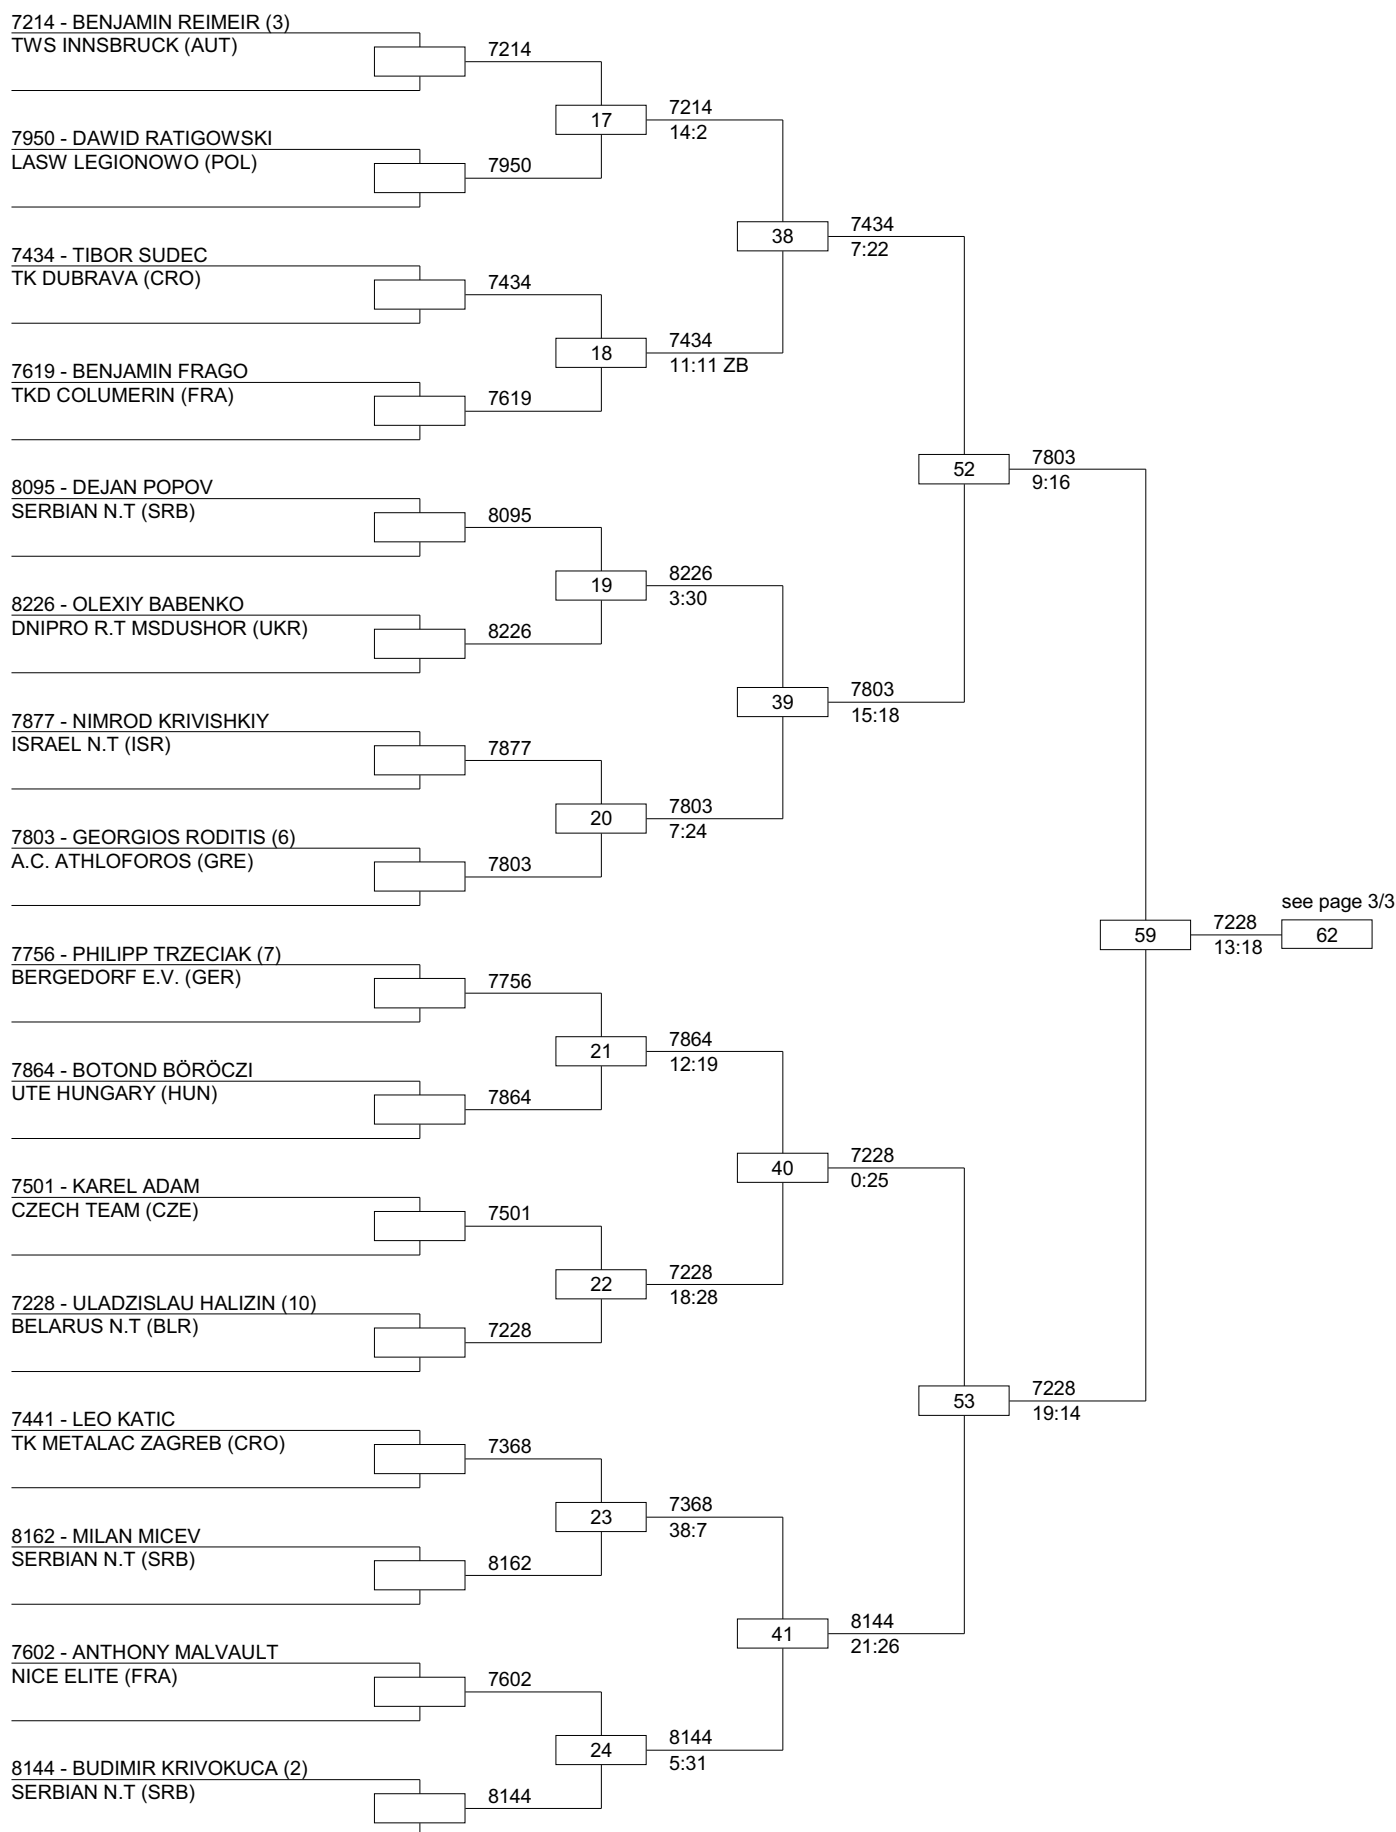 7214 - BENJAMIN REIMEIR (3)
TWS INNSBRUCK (AUT)
7214
17
7214
14:2
7950 - DAWID RATIGOWSKI
LASW LEGIONOWO (POL)
7950
38
7434
7:22
7434 - TIBOR SUDEC
TK DUBRAVA (CRO)
7434
18
7434
11:11 ZB
7619 - BENJAMIN FRAGO
TKD COLUMERIN (FRA)
7619
52
7803
9:16
8095 - DEJAN POPOV
SERBIAN N.T (SRB)
8095
19
8226
3:30
8226 - OLEXIY BABENKO
DNIPRO R.T MSDUSHOR (UKR)
8226
39
7803
15:18
7877 - NIMROD KRIVISHKIY
ISRAEL N.T (ISR)
7877
20
7803
7:24
7803 - GEORGIOS RODITIS (6)
A.C. ATHLOFOROS (GRE)
7803
see page 3/3
59
7228
13:18
62
7756 - PHILIPP TRZECIAK (7)
BERGEDORF E.V. (GER)
7756
21
7864
12:19
7864 - BOTOND BÖRÖCZI
UTE HUNGARY (HUN)
7864
40
7228
0:25
7501 - KAREL ADAM
CZECH TEAM (CZE)
7501
22
7228
18:28
7228 - ULADZISLAU HALIZIN (10)
BELARUS N.T (BLR)
7228
53
7228
19:14
7441 - LEO KATIC
TK METALAC ZAGREB (CRO)
7368
23
7368
38:7
8162 - MILAN MICEV
SERBIAN N.T (SRB)
8162
41
8144
21:26
7602 - ANTHONY MALVAULT
NICE ELITE (FRA)
7602
24
8144
5:31
8144 - BUDIMIR KRIVOKUCA (2)
SERBIAN N.T (SRB)
8144